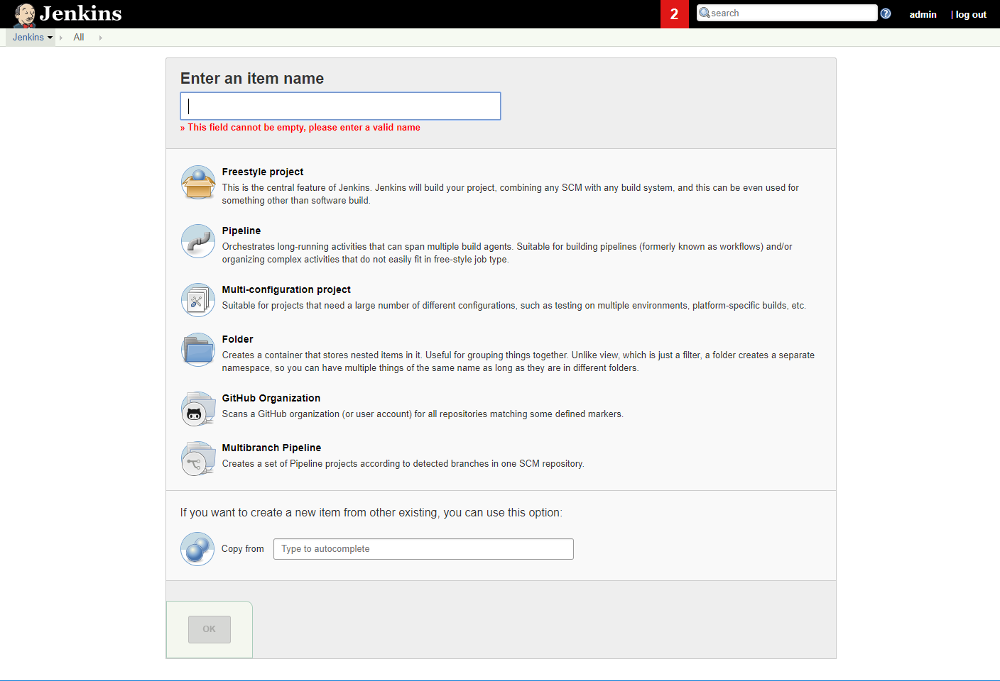 Jenkins
2
search
?
admin
| log out
Jenkins
All
Enter an item name
» This field cannot be empty, please enter a valid name
Freestyle project
This is the central feature of Jenkins. Jenkins will build your project, combining any SCM with any build system, and this can be even used for
something other than software build.
Pipeline
Orchestrates long-running activities that can span multiple build agents. Suitable for building pipelines (formerly known as workflows) and/or
organizing complex activities that do not easily fit in free-style job type.
Multi-configuration project
Suitable for projects that need a large number of different configurations, such as testing on multiple environments, platform-specific builds, etc.
Folder
Creates a container that stores nested items in it. Useful for grouping things together. Unlike view, which is just a filter, a folder creates a separate
namespace, so you can have multiple things of the same name as long as they are in different folders.
GitHub Organization
Scans a GitHub organization (or user account) for all repositories matching some defined markers.
Multibranch Pipeline
Creates a set of Pipeline projects according to detected branches in one SCM repository.
If you want to create a new item from other existing, you can use this option:
Copy from
Type to autocomplete
OK